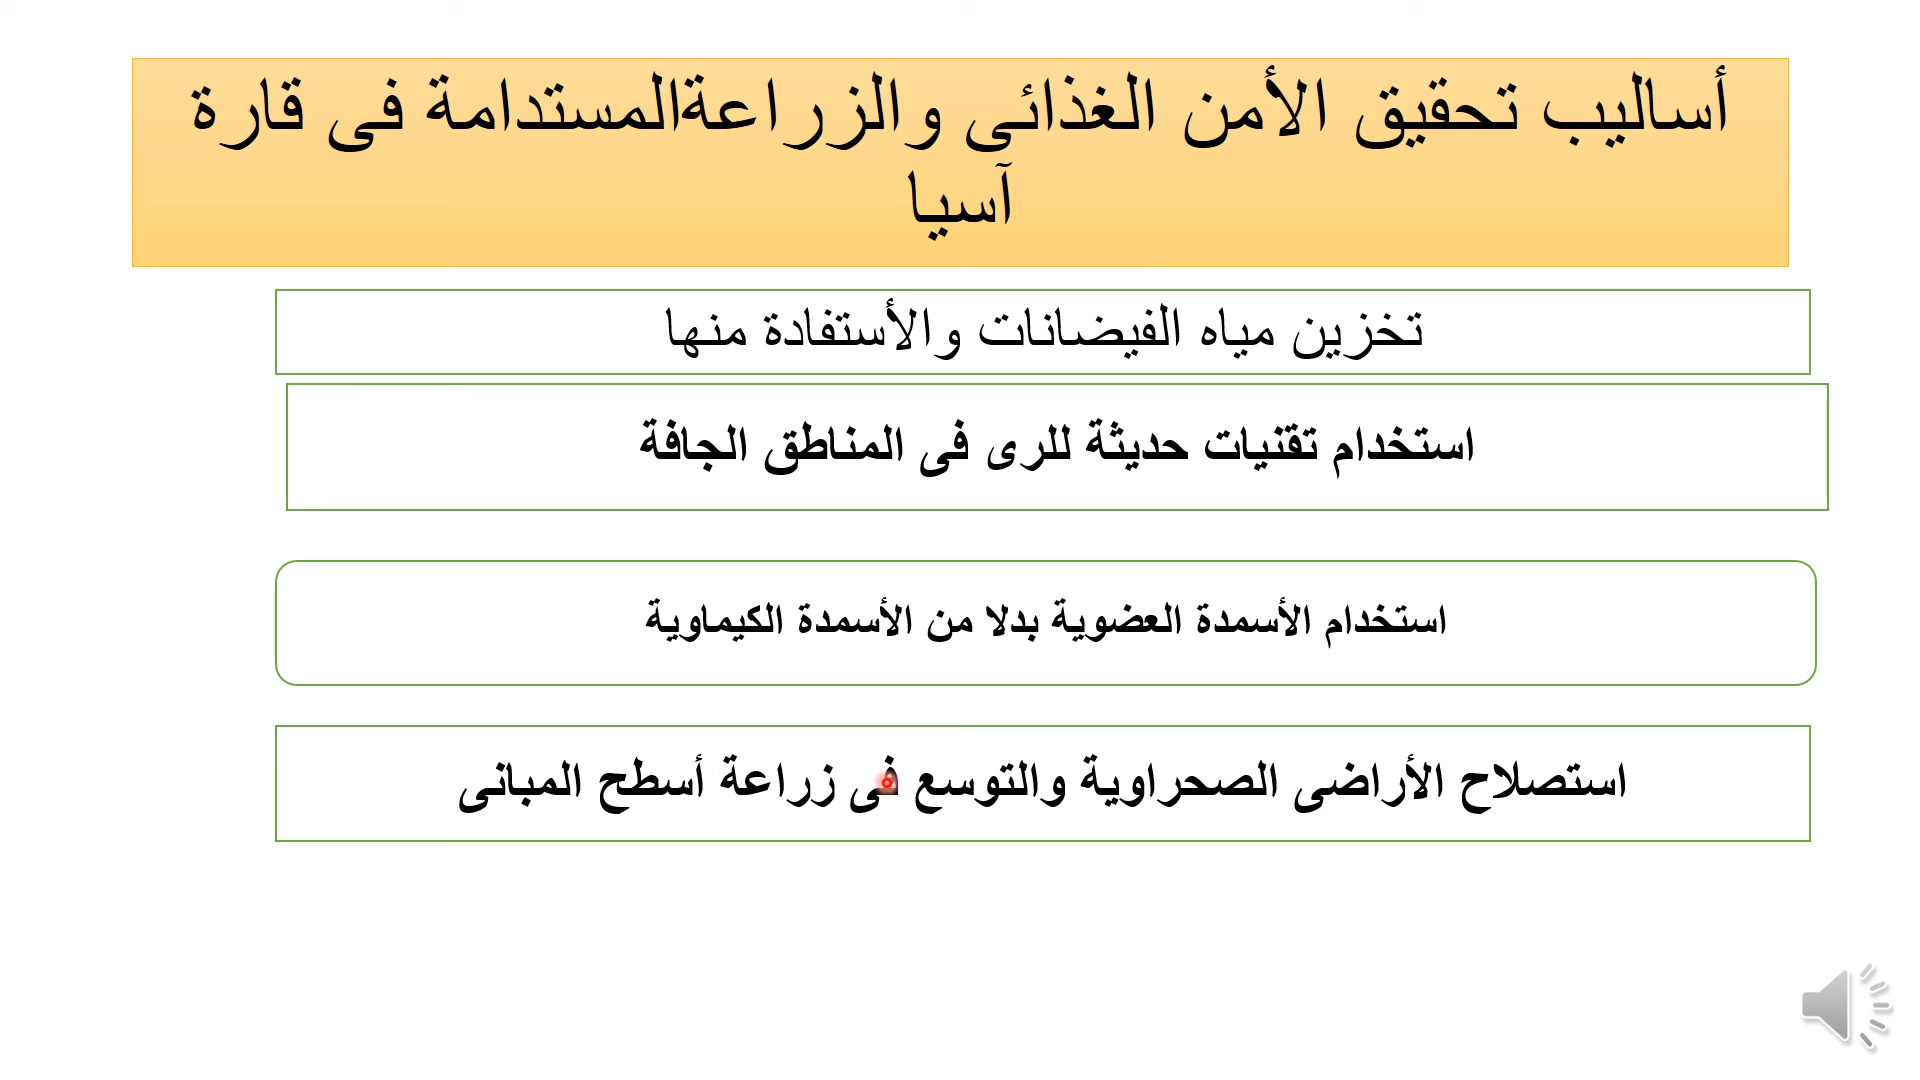 أساليب تحقيق الأمن الغذائى والزراعةالمستدامة فى قارة
آسيا
تخزين مياه الفيضانات والأستفادة منها
استخدام تقنيات حديثة للرى فى المناطق الجافة
استخدام الأسمدة العضوية بدلا من الأسمدة الكيماوية
استصلاح الأراضى الصحراوية والتوسع فى زراعة أسطح المبانى